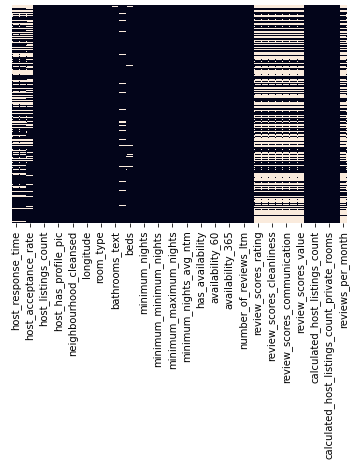 host_response_time
host_acceptance_rate
host_listings_count
host_has_profile_pic
neighbourhood_cleansed
longitude
room_type
bathrooms_text
beds
minimum_nights
minimum_minimum_nights
minimum_maximum_nights
minimum_nights_avg_ntm
has_availability
availability_60
availability_365
number_of_reviews_ltm
review_scores_rating
review_scores_cleanliness
review_scores_communication
review_scores_value
calculated_host_listings_count
calculated_host_listings_count_private_rooms
reviews_per_month